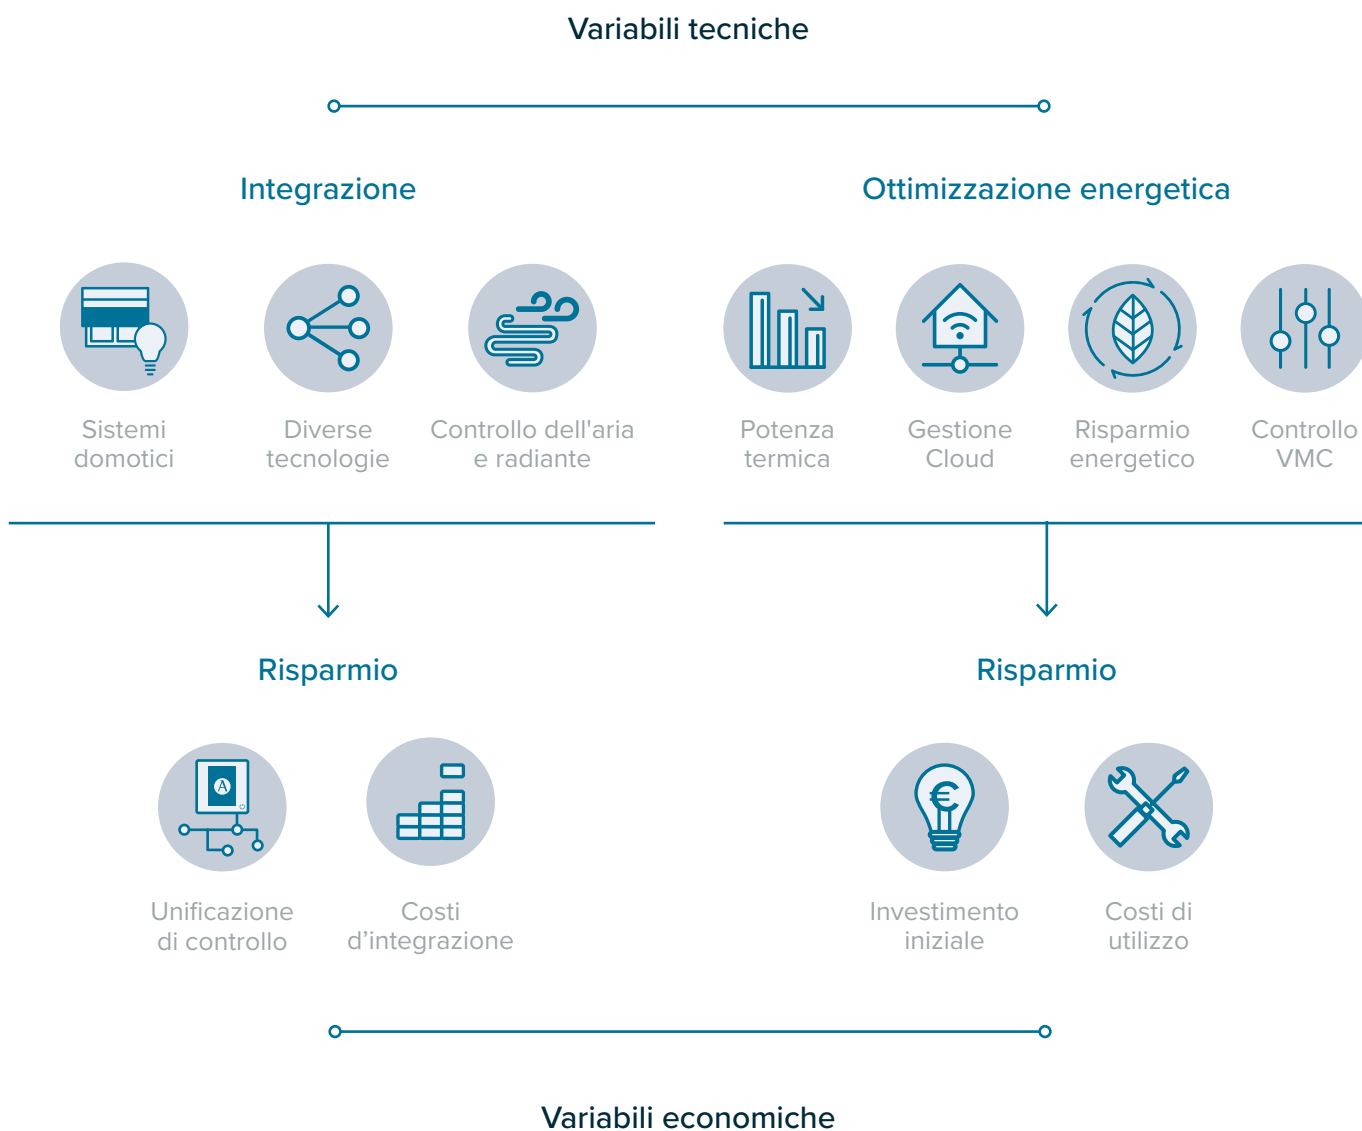 Variabili tecniche
Integrazione
Ottimizzazione energetica
Sistemi
domotici
Diverse
tecnologie
Controllo dell'aria
e radiante
Potenza
termica
Gestione
Cloud
Risparmio
energetico
Controllo
VMC
Risparmio
Risparmio
A
Unificazione
di controllo
Costi
d’integrazione
€
Investimento
iniziale
Costi di
utilizzo
Variabili economiche